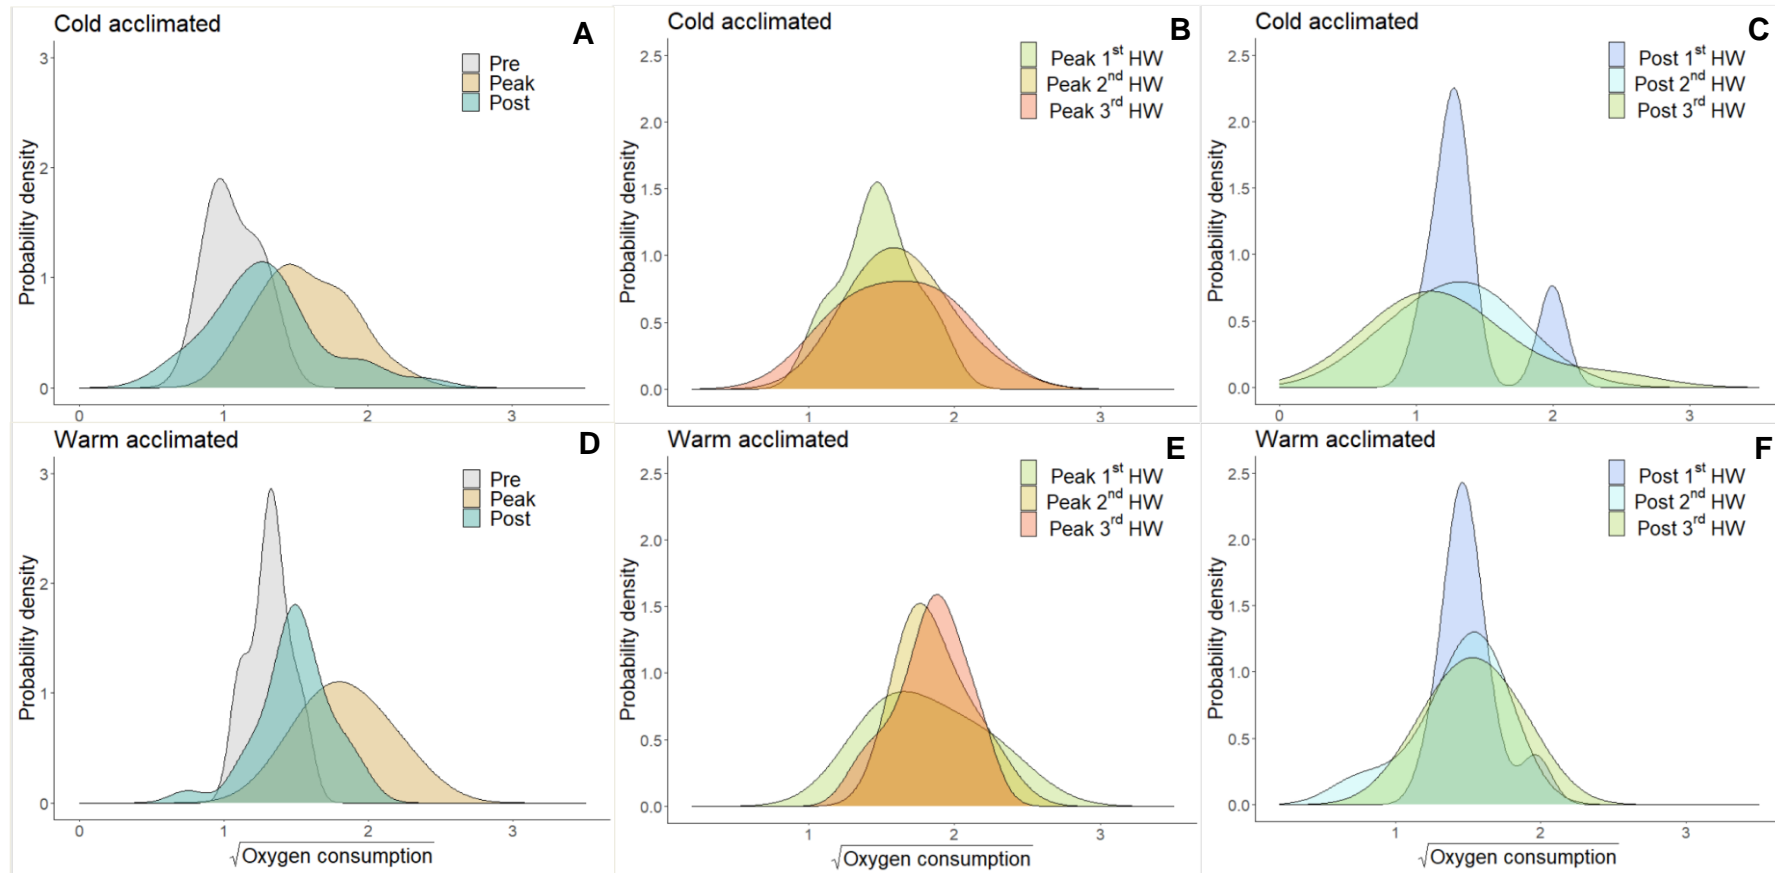 Cold acclimated
A
Pre
Peak
Post
Probability density
3
2
1
0
0 1 2 3
Cold acclimated
B
Peak 1st HW
Peak 2nd HW
Peak 3rd HW
Probability density
2.5
2.0
1.5
1.0
0.5
0.0
1 2 3
Cold acclimated
C
Post 1st HW
Post 2nd HW
Post 3rd HW
Probability density
2.5
2.0
1.5
1.0
0.5
0.0
0 1 2 3
Warm acclimated
D
Pre
Peak
Post
Probability density
3
2
1
0
0 1 2 3
√Oxygen consumption
Warm acclimated
E
Peak 1st HW
Peak 2nd HW
Peak 3rd HW
Probability density
2.5
2.0
1.5
1.0
0.5
0.0
1 2 3
√Oxygen consumption
Warm acclimated
F
Post 1st HW
Post 2nd HW
Post 3rd HW
Probability density
2.5
2.0
1.5
1.0
0.5
0.0
1 2 3
√Oxygen consumption